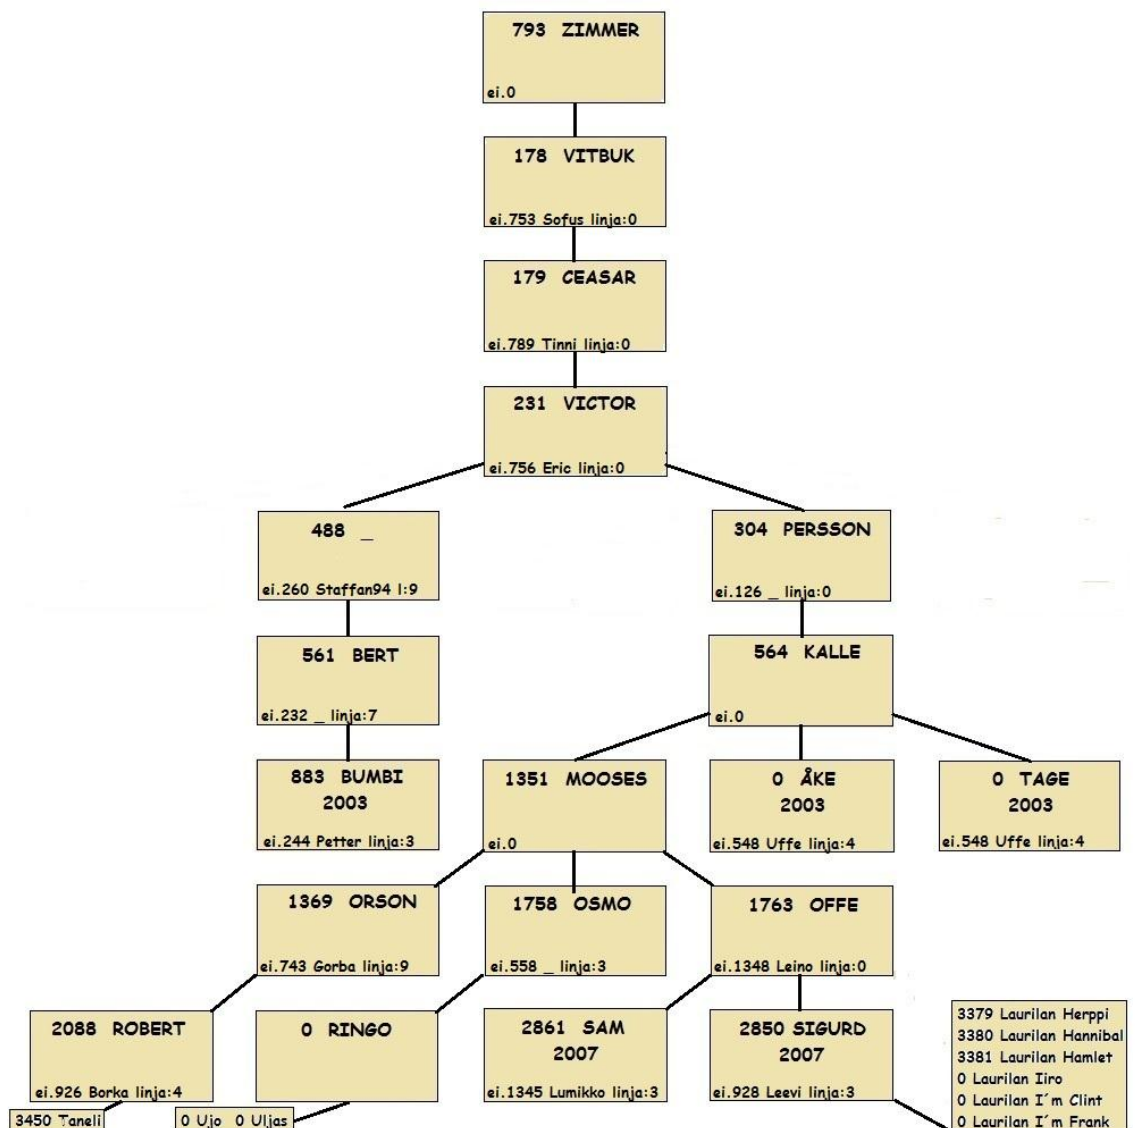 793 ZIMMER
ei.0
178 VITBUK
ei.753 Sofus linja:0
179 CEASAR
ei.789 Tinni linja:0
231 VICTOR
ei.756 Eric linja:0
488 _
ei.260 Staffan94 l:9
304 PERSSON
ei.126 _ linja:0
561 BERT
ei.232 _ linja:7
564 KALLE
ei.0
883 BUMBI
2003
ei.244 Petter linja:3
1351 MOOSES
ei.0
0 ÅKE
2003
ei.548 Uffe linja:4
0 TAGE
2003
ei.548 Uffe linja:4
1369 ORSON
ei.743 Gorba linja:9
1758 OSMO
ei.558 _ linja:3
1763 OFFE
ei.1348 Leino linja:0
2088 ROBERT
ei.926 Borka linja:4
0 RINGO
2861 SAM
2007
ei.1345 Lumikko linja:3
2850 SIGURD
2007
ei.928 Leevi linja:3
3379 Laurilan Herppi
3380 Laurilan Hannibal
3381 Laurilan Hamlet
0 Laurilan Iiro
0 Laurilan I´m Clint
0 Laurilan I´m Frank
3450 Taneli
0 Ujo 0 Uljas